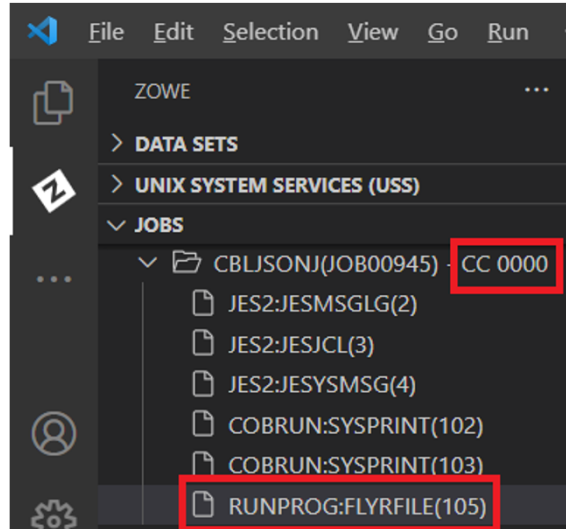 File Edit Selection View Go Run
ZOWE ...
DATA SETS
UNIX SYSTEM SERVICES (USS)
JOBS
CBLJSONJ(JOB00945) - CC 0000
JES2:JESMSGLG(2)
JES2:JESJCL(3)
JES2:JESYSMSG(4)
COBRUN:SYSPRINT(102)
COBRUN:SYSPRINT(103)
RUNPROG:FLYRFILE(105)